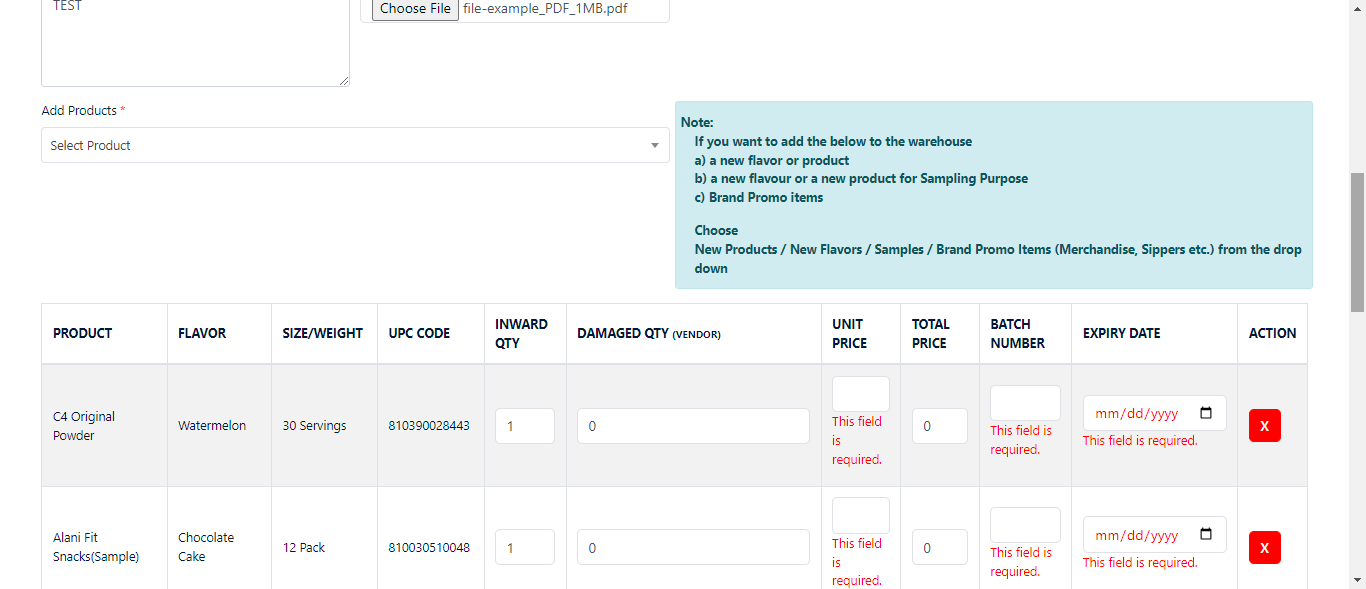 TEST
Choose File file-example_PDF_1MB.pdf
Add Products *
Select Product
Note:
If you want to add the below to the warehouse
a) a new flavor or product
b) a new flavour or a new product for Sampling Purpose
c) Brand Promo items
Choose
New Products / New Flavors / Samples / Brand Promo Items (Merchandise, Sippers etc.) from the drop
down
PRODUCT FLAVOR SIZE/WEIGHT UPC CODE INWARD QTY DAMAGED QTY (VENDOR) UNIT PRICE TOTAL PRICE BATCH NUMBER EXPIRY DATE ACTION
C4 Original Powder Watermelon 30 Servings 810390028443 1 0 This field is required. 0 This field is required. mm/dd/yyyy This field is required. X
Alani Fit Snacks(Sample) Chocolate Cake 12 Pack 810030510048 1 0 This field is required. 0 This field is required. mm/dd/yyyy This field is required. X